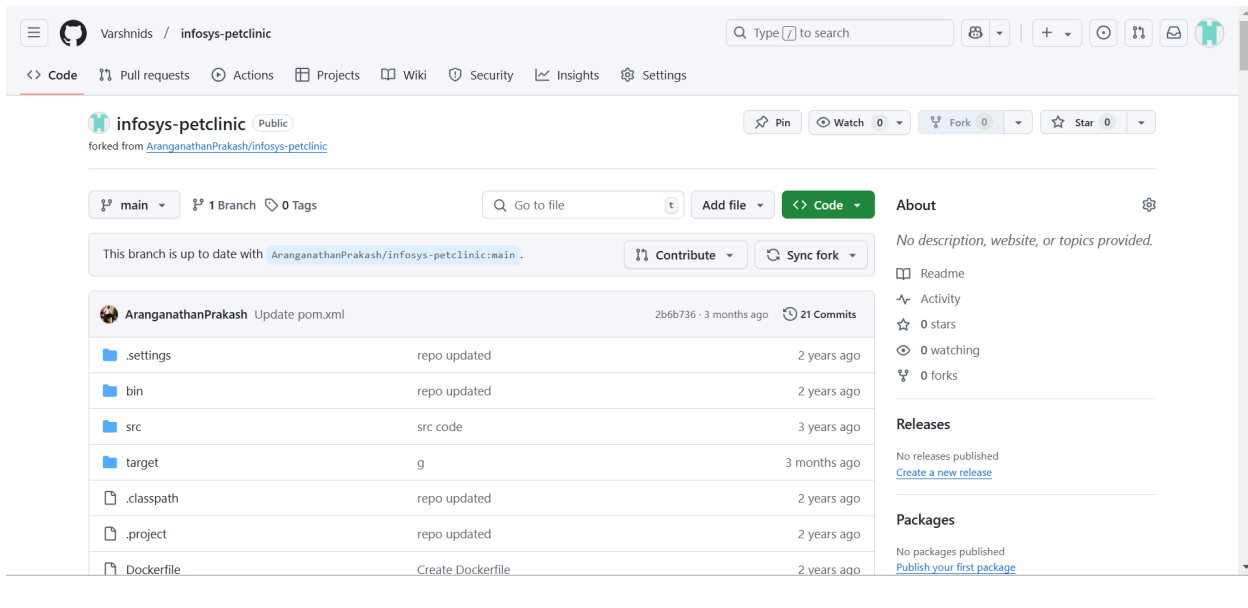 Varshnids / infosys-petclinic
Type / to search
Code Pull requests Actions Projects Wiki Security Insights Settings
infosys-petclinic Public
Pin Watch 0 Fork 0 Star 0
forked from AranganathanPrakash/infosys-petclinic
main 1 Branch 0 Tags
Go to file t
Add file
Code
This branch is up to date with AranganathanPrakash/infosys-petclinic:main .
Contribute
Sync fork
AranganathanPrakash Update pom.xml 2b6b736 · 3 months ago 21 Commits
.settings repo updated 2 years ago
bin repo updated 2 years ago
src src code 3 years ago
target g 3 months ago
.classpath repo updated 2 years ago
.project repo updated 2 years ago
Dockerfile Create Dockerfile 2 years ago
About
No description, website, or topics provided.
Readme
Activity
0 stars
0 watching
0 forks
Releases
No releases published
Create a new release
Packages
No packages published
Publish your first package